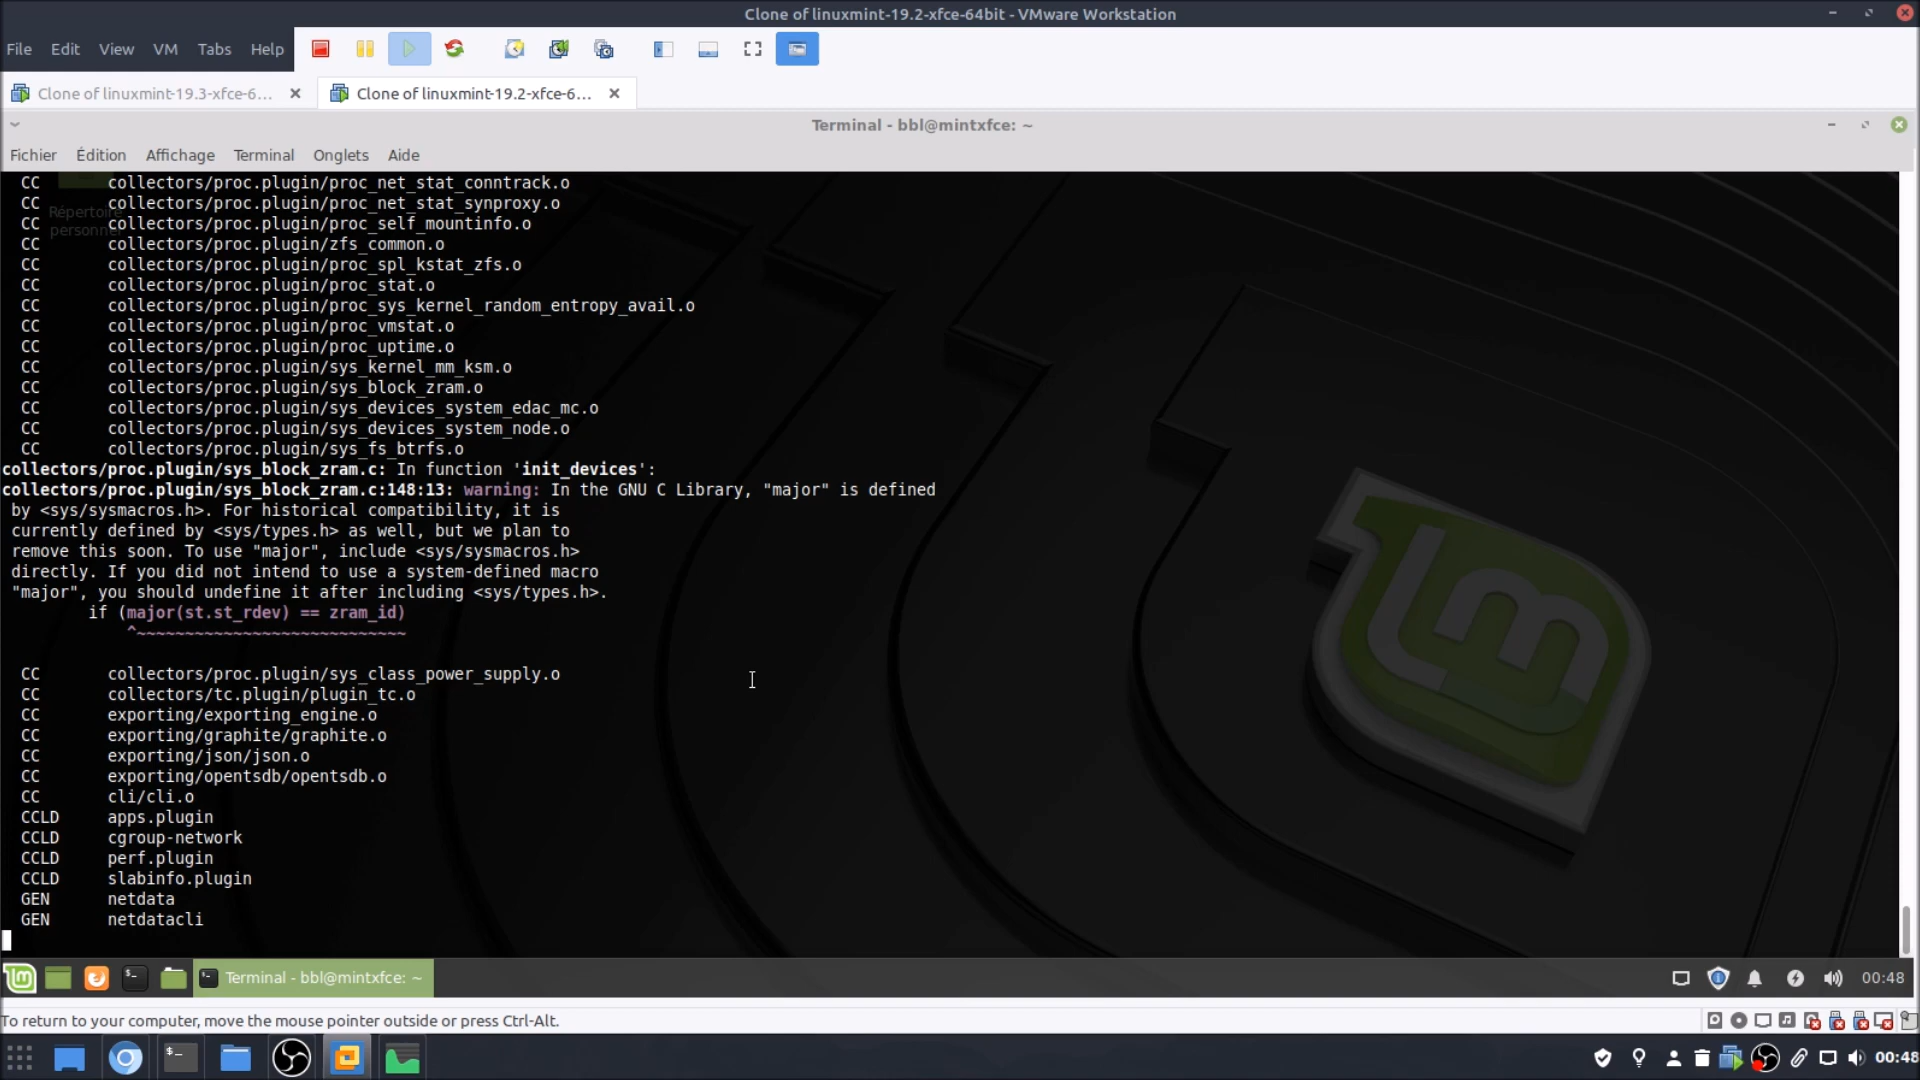 Clone of linuxmint-19.2-xfce-64bit - VMware Workstation
File Edit View VM Tabs Help
Clone of linuxmint-19.3-xfce-6... Clone of linuxmint-19.2-xfce-6...
Terminal - bbl@mintxfce: ~
Fichier Édition Affichage Terminal Onglets Aide
Répertoire
personnel
CC collectors/proc.plugin/proc_net_stat_conntrack.o
CC collectors/proc.plugin/proc_net_stat_synproxy.o
CC collectors/proc.plugin/proc_self_mountinfo.o
CC collectors/proc.plugin/zfs_common.o
CC collectors/proc.plugin/proc_spl_kstat_zfs.o
CC collectors/proc.plugin/proc_stat.o
CC collectors/proc.plugin/proc_sys_kernel_random_entropy_avail.o
CC collectors/proc.plugin/proc_vmstat.o
CC collectors/proc.plugin/proc_uptime.o
CC collectors/proc.plugin/sys_kernel_mm_ksm.o
CC collectors/proc.plugin/sys_block_zram.o
CC collectors/proc.plugin/sys_devices_system_edac_mc.o
CC collectors/proc.plugin/sys_devices_system_node.o
CC collectors/proc.plugin/sys_fs_btrfs.o
collectors/proc.plugin/sys_block_zram.c: In function 'init_devices':
collectors/proc.plugin/sys_block_zram.c:148:13: warning: In the GNU C Library, "major" is defined
by <sys/sysmacros.h>. For historical compatibility, it is
currently defined by <sys/types.h> as well, but we plan to
remove this soon. To use "major", include <sys/sysmacros.h>
directly. If you did not intend to use a system-defined macro
"major", you should undefine it after including <sys/types.h>.
if (major(st.st_rdev) == zram_id)
^~~~~~~~~~~~~~~~~~~~~~~~~~~~~
CC collectors/proc.plugin/sys_class_power_supply.o
CC collectors/tc.plugin/plugin_tc.o
CC exporting/exporting_engine.o
CC exporting/graphite/graphite.o
CC exporting/json/json.o
CC exporting/opentsdb/opentsdb.o
CC cli/cli.o
CCLD apps.plugin
CCLD cgroup-network
CCLD perf.plugin
CCLD slabinfo.plugin
GEN netdata
GEN netdatacli
Terminal - bbl@mintxfce: ~ 00:48
To return to your computer, move the mouse pointer outside or press Ctrl-Alt.
00:48